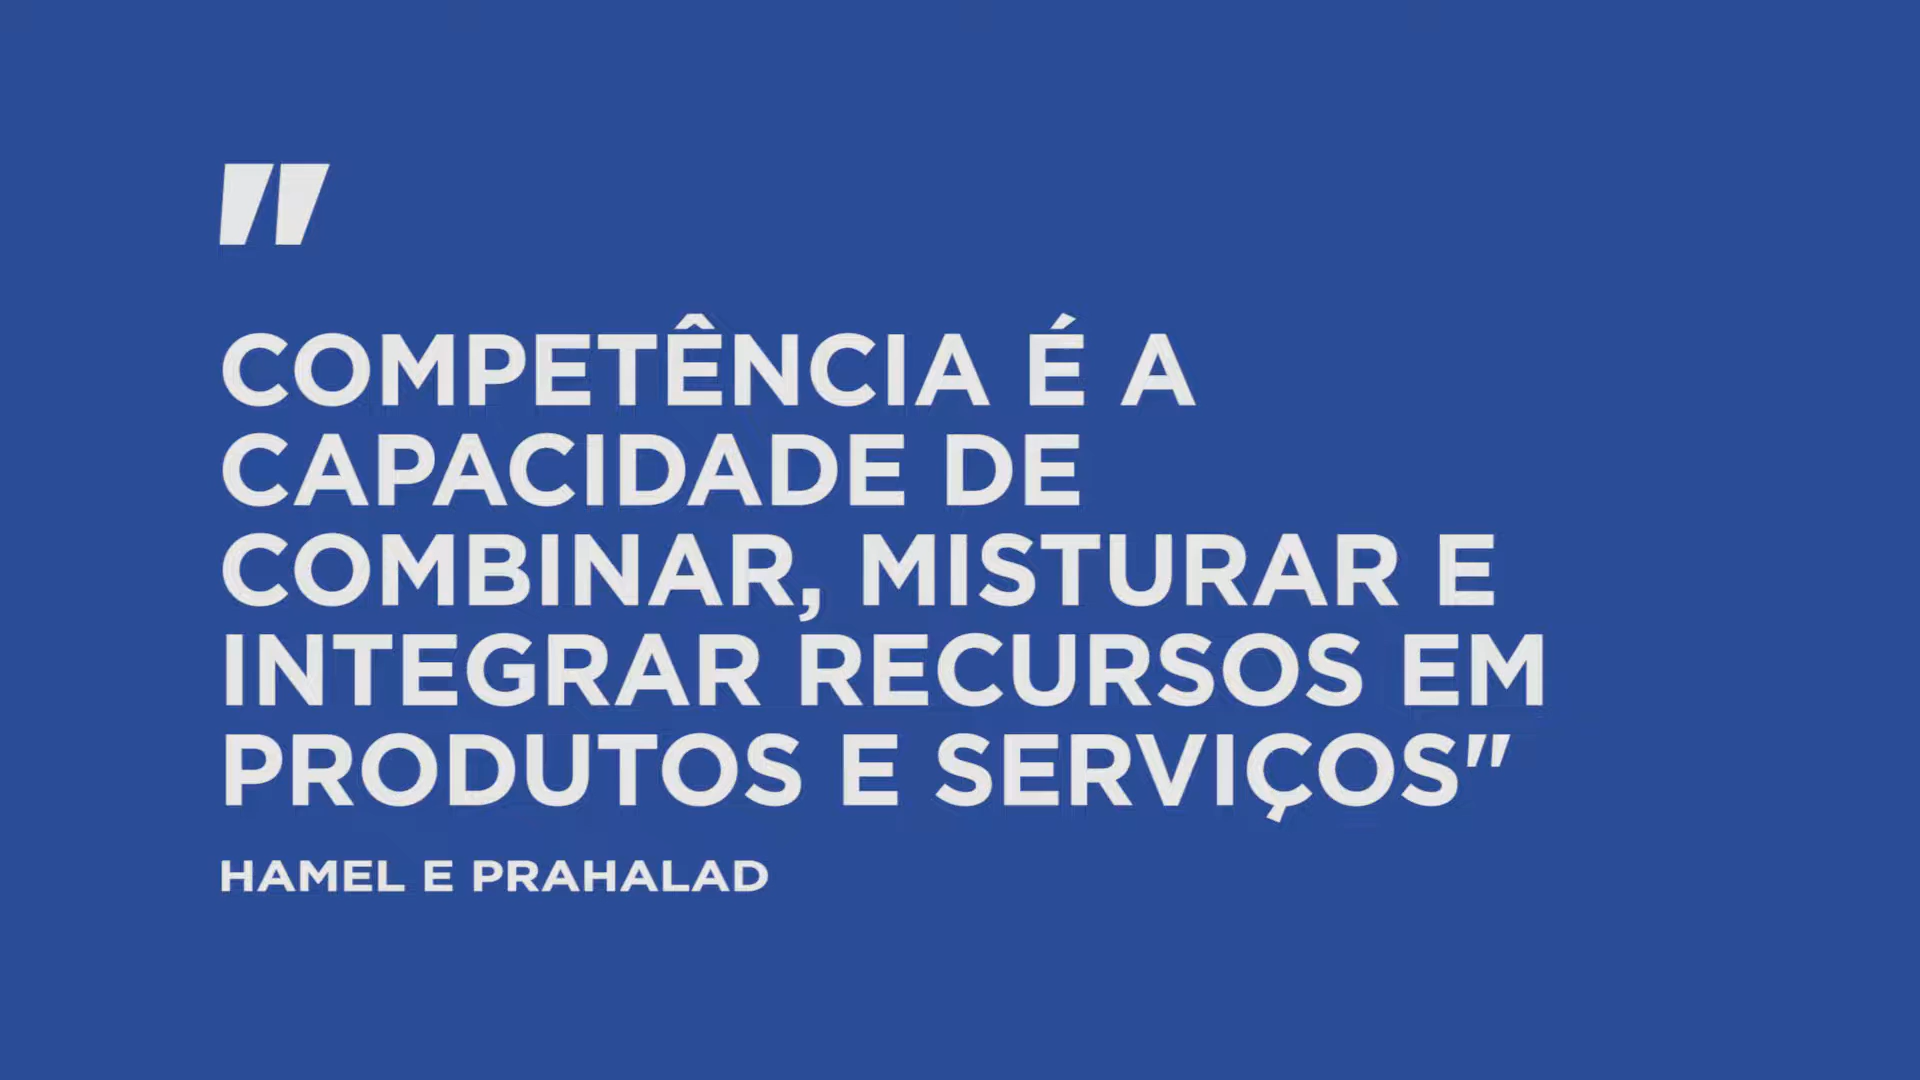 "
COMPETÊNCIA É A
CAPACIDADE DE
COMBINAR, MISTURAR E
INTEGRAR RECURSOS EM
PRODUTOS E SERVIÇOS"
HAMEL E PRAHALAD